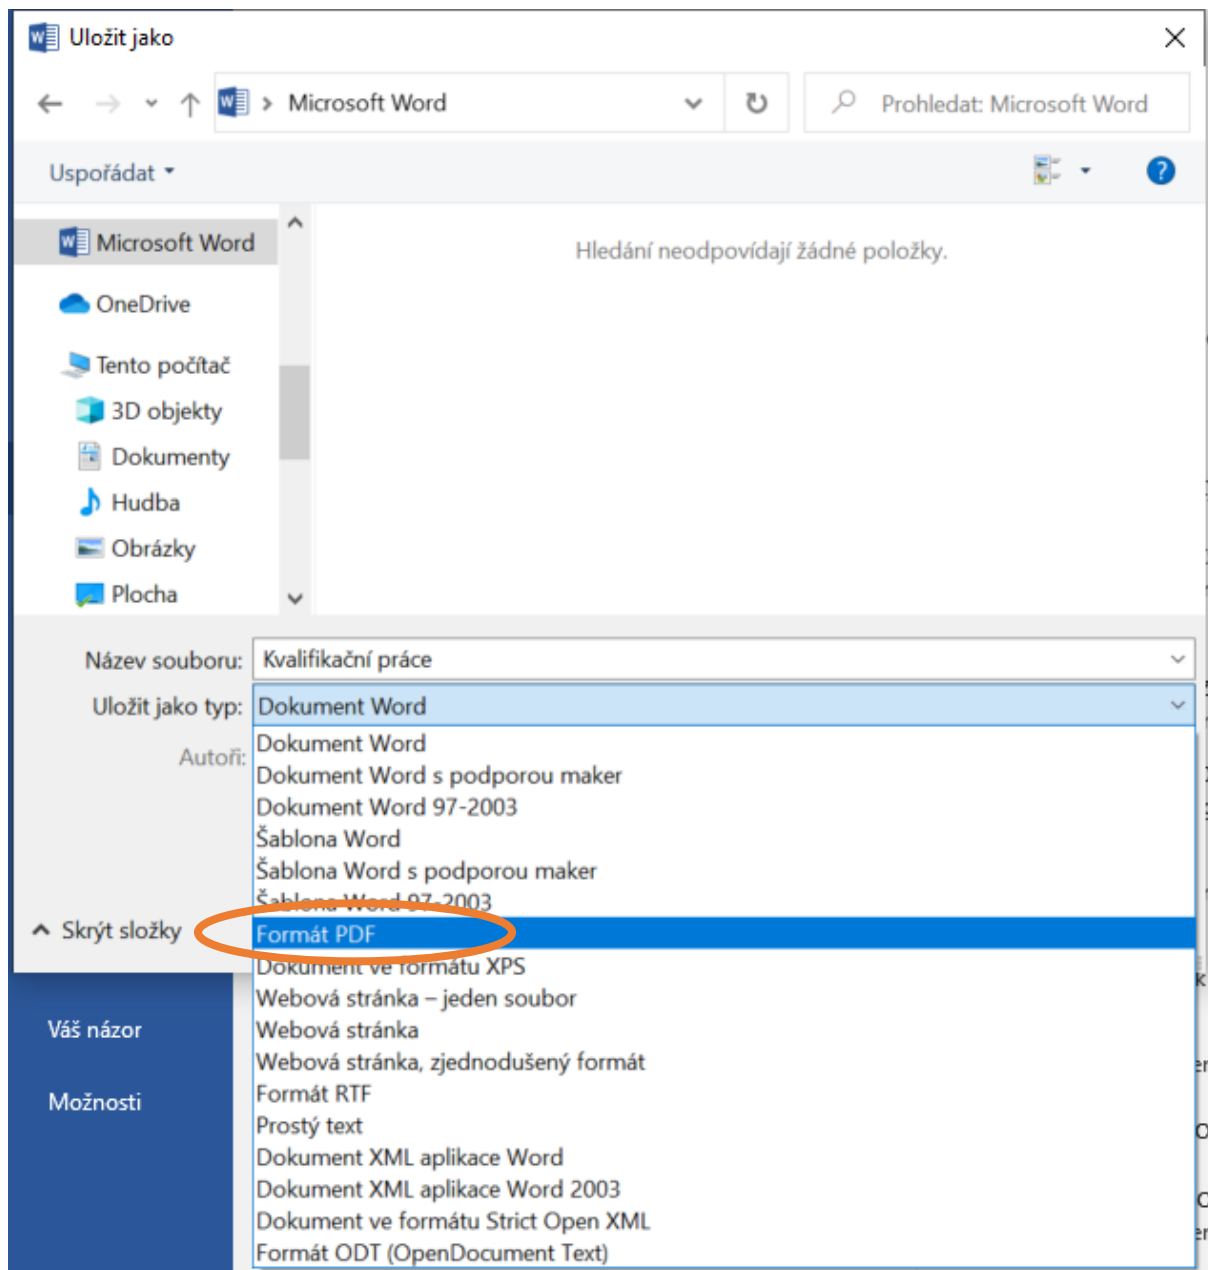 Uložit jako
Microsoft Word
Prohledat: Microsoft Word
Uspořádat
Microsoft Word
Hledání neodpovídají žádné položky.
OneDrive
Tento počítač
3D objekty
Dokumenty
Hudba
Obrázky
Plocha
Název souboru: Kvalifikační práce
Uložit jako typ: Dokument Word
Autoři:
Dokument Word
Dokument Word s podporou maker
Dokument Word 97-2003
Šablona Word
Šablona Word s podporou maker
Šablona Word 97-2003
Skrýt složky
Formát PDF
Dokument ve formátu XPS
Webová stránka – jeden soubor
Webová stránka
Webová stránka, zjednodušený formát
Formát RTF
Prostý text
Dokument XML aplikace Word
Dokument XML aplikace Word 2003
Dokument ve formátu Strict Open XML
Formát ODT (OpenDocument Text)
Váš názor
Možnosti